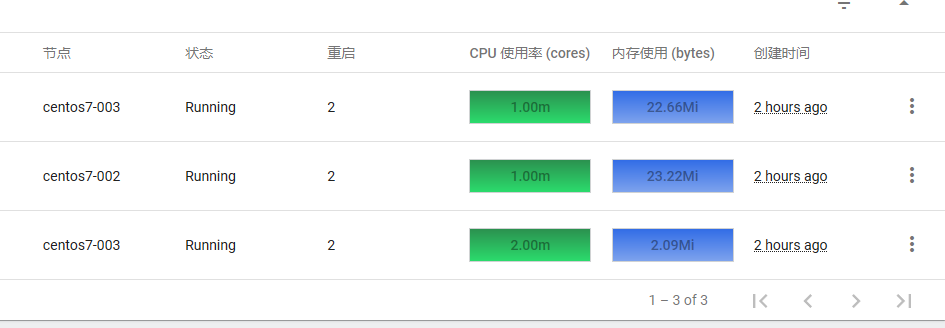 节点 状态 重启 CPU 使用率 (cores) 内存使用 (bytes) 创建时间
centos7-003 Running 2 1.00m 22.66Mi 2 hours ago
centos7-002 Running 2 1.00m 23.22Mi 2 hours ago
centos7-003 Running 2 2.00m 2.09Mi 2 hours ago
1 – 3 of 3